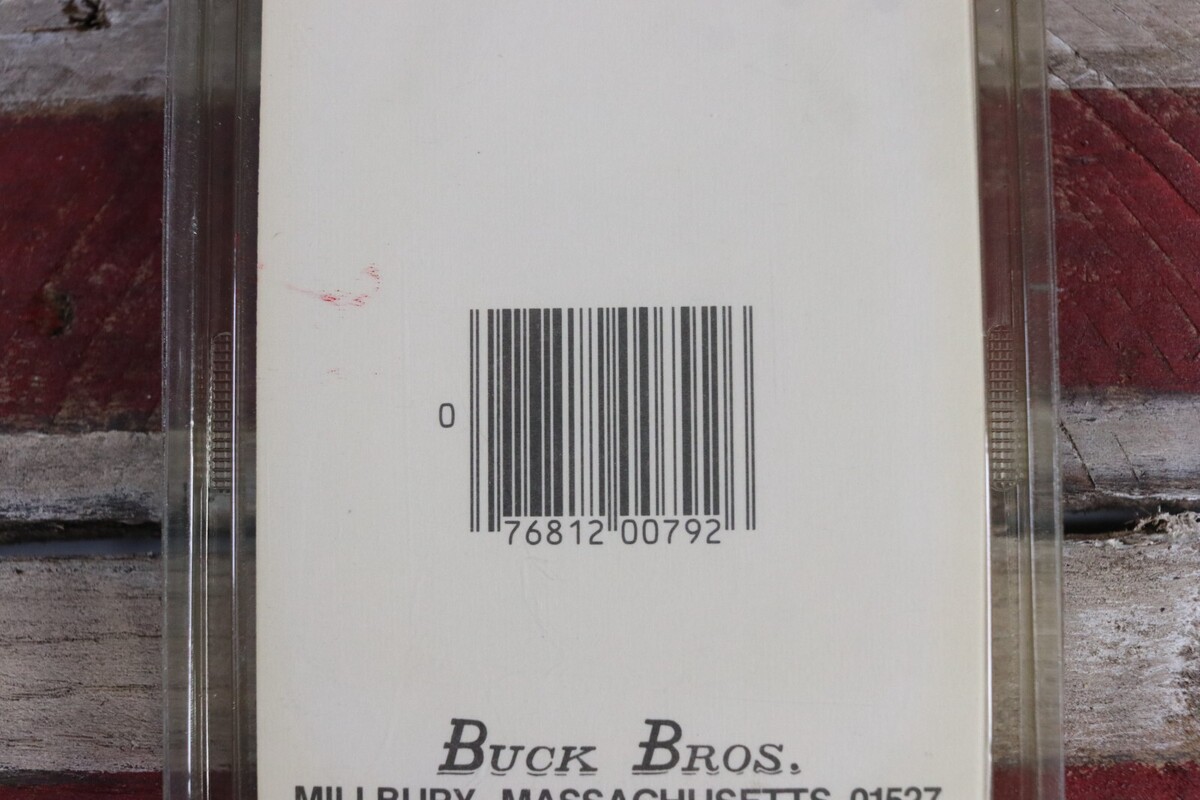 0
76812 00792
BUCK BROS.
MILLBURY, MASSACHUSETTS 01527